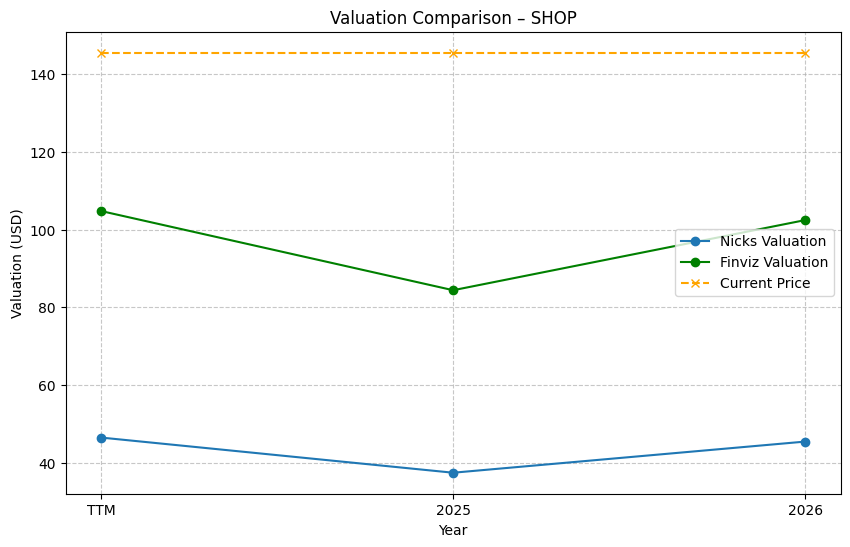 Valuation Comparison – SHOP
Valuation (USD)
140
120
100
80
60
40
Nicks Valuation
Finviz Valuation
Current Price
TTM
2025
2026
Year